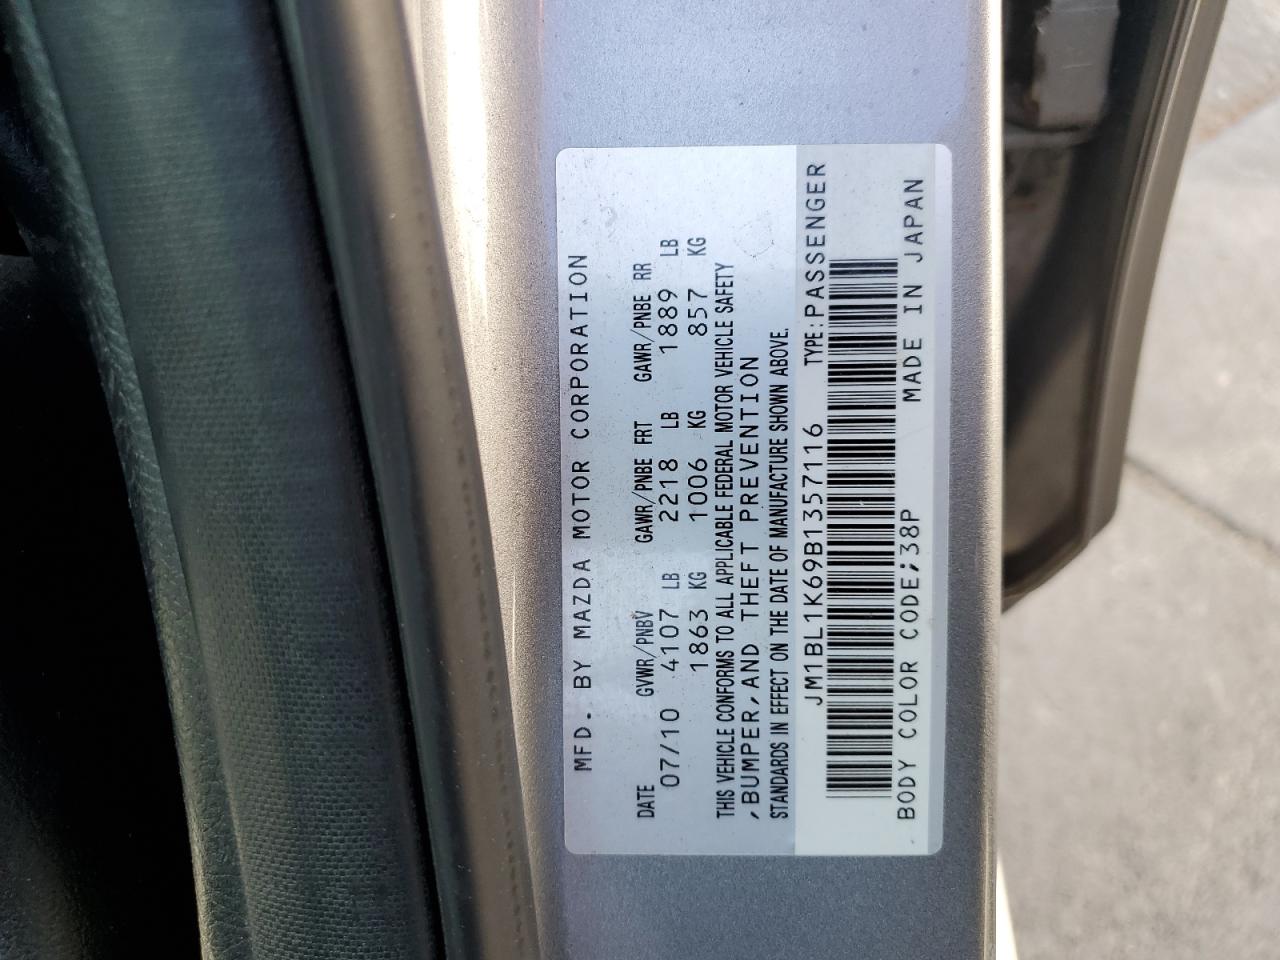 MFD. BY MAZDA MOTOR CORPORATION
DATE GVWR/PNBV GAWR/PNBE FRT GAWR/PNBE RR
07/10 4107 LB 2218 LB 1889 LB
1863 KG 1006 KG 857 KG
THIS VEHICLE CONFORMS TO ALL APPLICABLE FEDERAL MOTOR VEHICLE SAFETY
,BUMPER,AND THEFT PREVENTION
STANDARDS IN EFFECT ON THE DATE OF MANUFACTURE SHOWN ABOVE.
JM1BL1K69B1357116 TYPE:PASSENGER
BODY COLOR CODE;38P MADE IN JAPAN